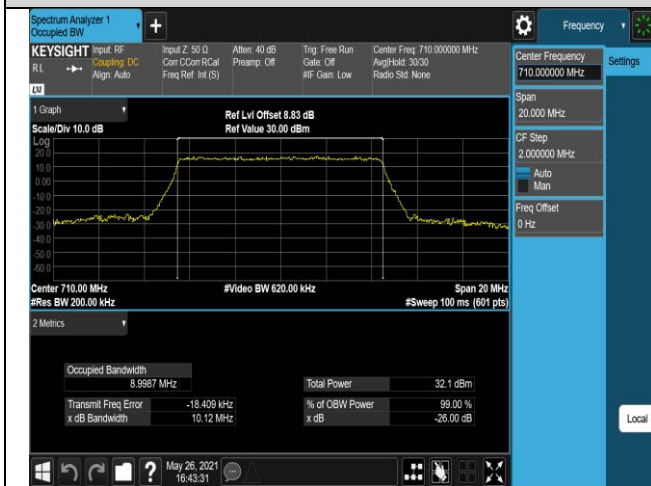 Spectrum Analyzer 1
Occupied BW
Frequency
KEYSIGHT
RL
LXI
Input: RF
Coupling: DC
Align: Auto
Input Z: 50 Ω
Corr CCorr RCal
Freq Ref: Int (S)
Atten: 40 dB
Preamp: Off
Trig: Free Run
Gate: Off
#IF Gain: Low
Center Freq: 710.000000 MHz
Avg|Hold: 30/30
Radio Std: None
Center Frequency
710.000000 MHz
Settings
Span
20.000 MHz
CF Step
2.000000 MHz
Auto
Man
Freq Offset
0 Hz
1 Graph
Scale/Div 10.0 dB
Ref Lvl Offset 8.83 dB
Ref Value 30.00 dBm
Log
20.0
10.0
0.00
-10.0
-20.0
-30.0
-40.0
-50.0
-60.0
Center 710.00 MHz
#Res BW 200.00 kHz
#Video BW 620.00 kHz
Span 20 MHz
#Sweep 100 ms (601 pts)
2 Metrics
Occupied Bandwidth
8.9987 MHz
Total Power
32.1 dBm
Transmit Freq Error
-18.409 kHz
% of OBW Power
99.00 %
x dB Bandwidth
10.12 MHz
x dB
-26.00 dB
Local
?
May 26, 2021
16:43:31